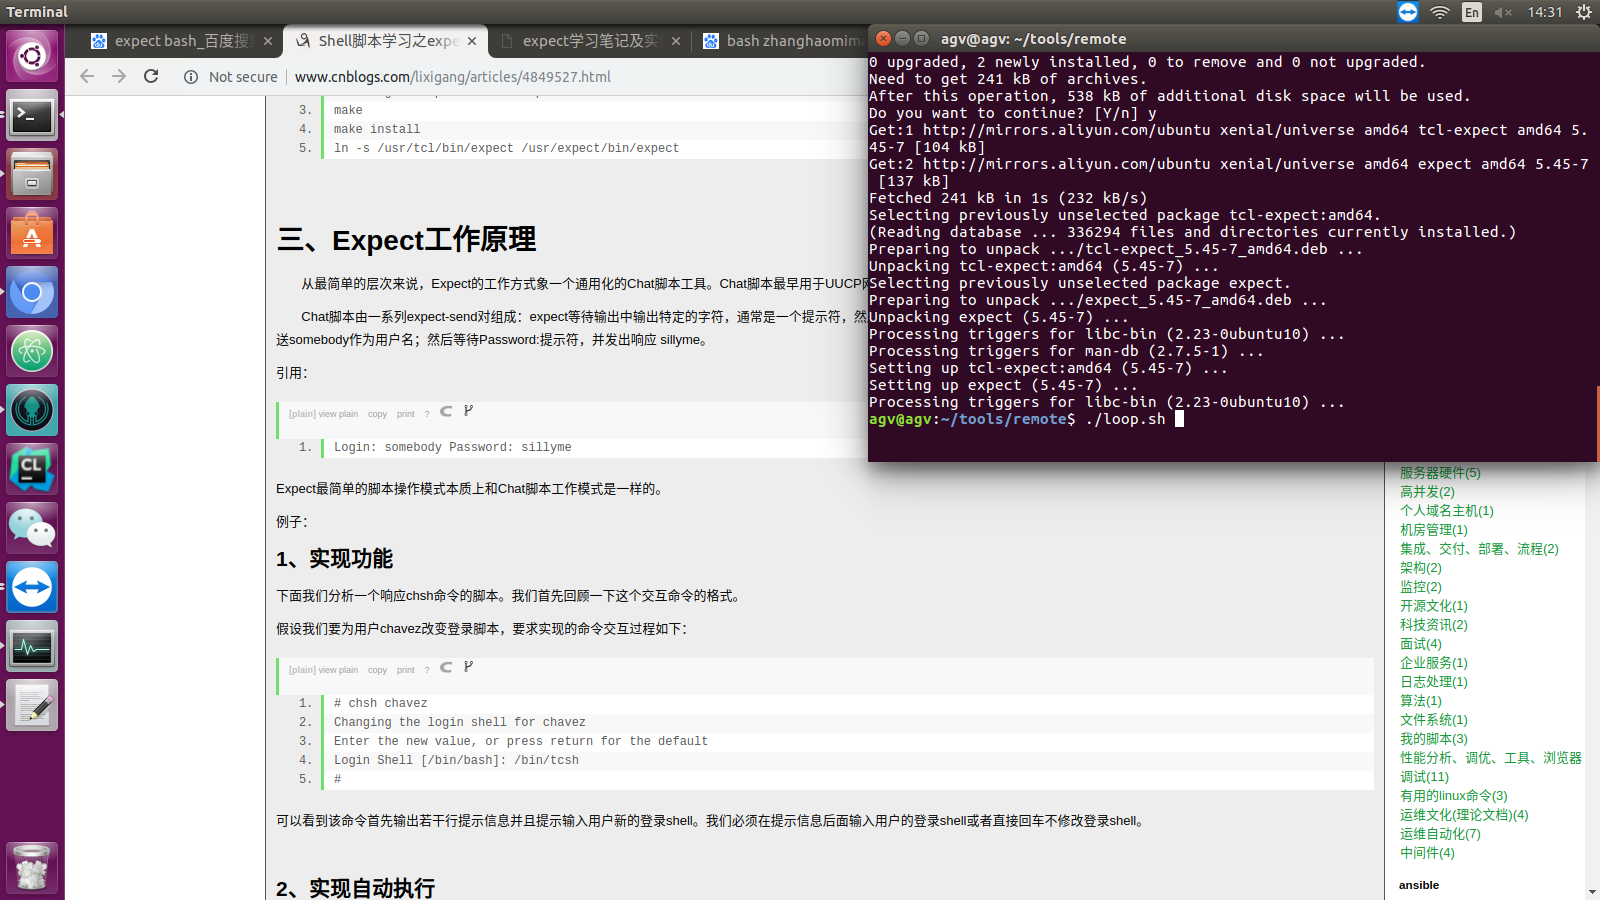 Terminal
En
14:31
expect bash_百度搜
Shell脚本学习之expe
expect学习笔记及实
bash zhanghaomima
Not secure
www.cnblogs.com/lixigang/articles/4849527.html
3. make
4. make install
5. ln -s /usr/tcl/bin/expect /usr/expect/bin/expect
三、Expect工作原理
从最简单的层次来说，Expect的工作方式象一个通用化的Chat脚本工具。Chat脚本最早用于UUCP网
Chat脚本由一系列expect-send对组成：expect等待输出中输出特定的字符，通常是一个提示符，然
送somebody作为用户名；然后等待Password:提示符，并发出响应 sillyme。
引用：
[plain] view plain copy print ?
1. Login: somebody Password: sillyme
Expect最简单的脚本操作模式本质上和Chat脚本工作模式是一样的。
例子：
1、实现功能
下面我们分析一个响应chsh命令的脚本。我们首先回顾一下这个交互命令的格式。
假设我们要为用户chavez改变登录脚本，要求实现的命令交互过程如下：
[plain] view plain copy print ?
1. # chsh chavez
2. Changing the login shell for chavez
3. Enter the new value, or press return for the default
4. Login Shell [/bin/bash]: /bin/tcsh
5. #
可以看到该命令首先输出若干行提示信息并且提示输入用户新的登录shell。我们必须在提示信息后面输入用户的登录shell或者直接回车不修改登录shell。
2、实现自动执行
agv@agv: ~/tools/remote
0 upgraded, 2 newly installed, 0 to remove and 0 not upgraded.
Need to get 241 kB of archives.
After this operation, 538 kB of additional disk space will be used.
Do you want to continue? [Y/n] y
Get:1 http://mirrors.aliyun.com/ubuntu xenial/universe amd64 tcl-expect amd64 5.
45-7 [104 kB]
Get:2 http://mirrors.aliyun.com/ubuntu xenial/universe amd64 expect amd64 5.45-7
[137 kB]
Fetched 241 kB in 1s (232 kB/s)
Selecting previously unselected package tcl-expect:amd64.
(Reading database ... 336294 files and directories currently installed.)
Preparing to unpack .../tcl-expect_5.45-7_amd64.deb ...
Unpacking tcl-expect:amd64 (5.45-7) ...
Selecting previously unselected package expect.
Preparing to unpack .../expect_5.45-7_amd64.deb ...
Unpacking expect (5.45-7) ...
Processing triggers for libc-bin (2.23-0ubuntu10) ...
Processing triggers for man-db (2.7.5-1) ...
Setting up tcl-expect:amd64 (5.45-7) ...
Setting up expect (5.45-7) ...
Processing triggers for libc-bin (2.23-0ubuntu10) ...
agv@agv:~/tools/remote$ ./loop.sh
服务器硬件(5)
高并发(2)
个人域名主机(1)
机房管理(1)
集成、交付、部署、流程(2)
架构(2)
监控(2)
开源文化(1)
科技资讯(2)
面试(4)
企业服务(1)
日志处理(1)
算法(1)
文件系统(1)
我的脚本(3)
性能分析、调优、工具、浏览器
调试(11)
有用的linux命令(3)
运维文化(理论文档)(4)
运维自动化(7)
中间件(4)
ansible
CL